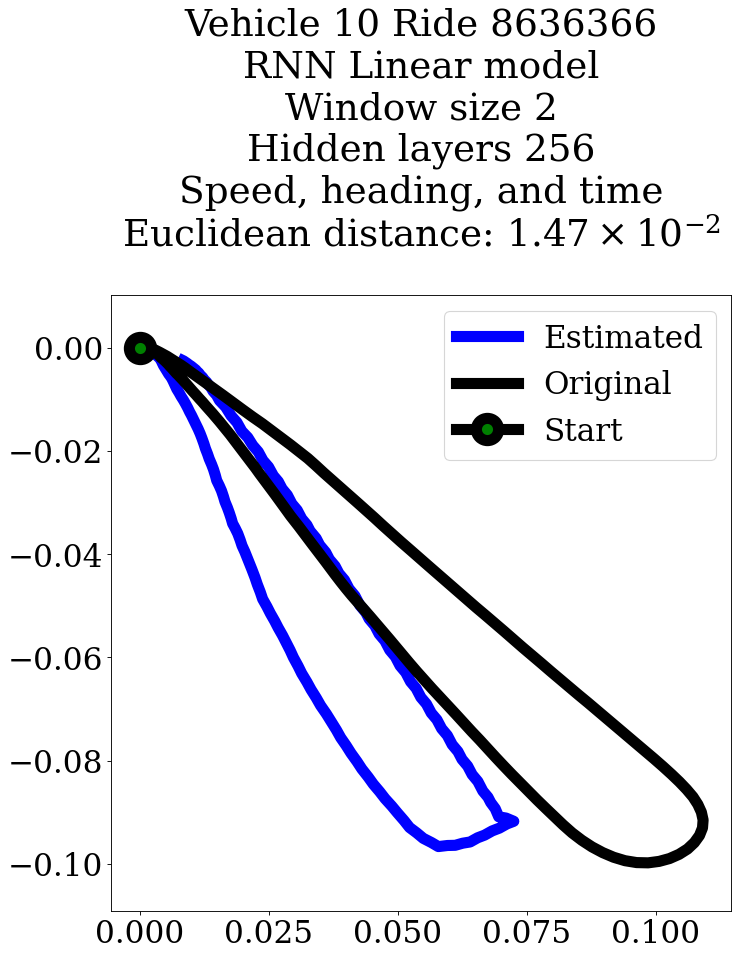 Vehicle 10 Ride 8636366
RNN Linear model
Window size 2
Hidden layers 256
Speed, heading, and time
Euclidean distance: 1.47 × 10⁻²
Estimated
Original
Start
0.00
−0.02
−0.04
−0.06
−0.08
−0.10
0.000 0.025 0.050 0.075 0.100